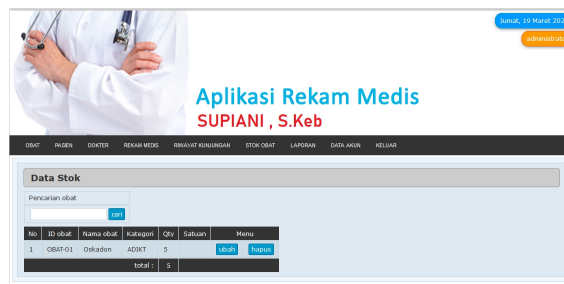 Jumat, 19 Maret 202
administrato
Aplikasi Rekam Medis
SUPIANI , S.Keb
OBAT PASIEN DOKTER REKAM MEDIS RIWAYAT KUNJUNGAN STOK OBAT LAPORAN DATA AKUN KELUAR
Data Stok
Pencarian obat
cari
No ID obat Nama obat Kategori Qty Satuan Menu
1 OBAT-01 Oskadon ADIKT 5 ubah hapus
total : 5